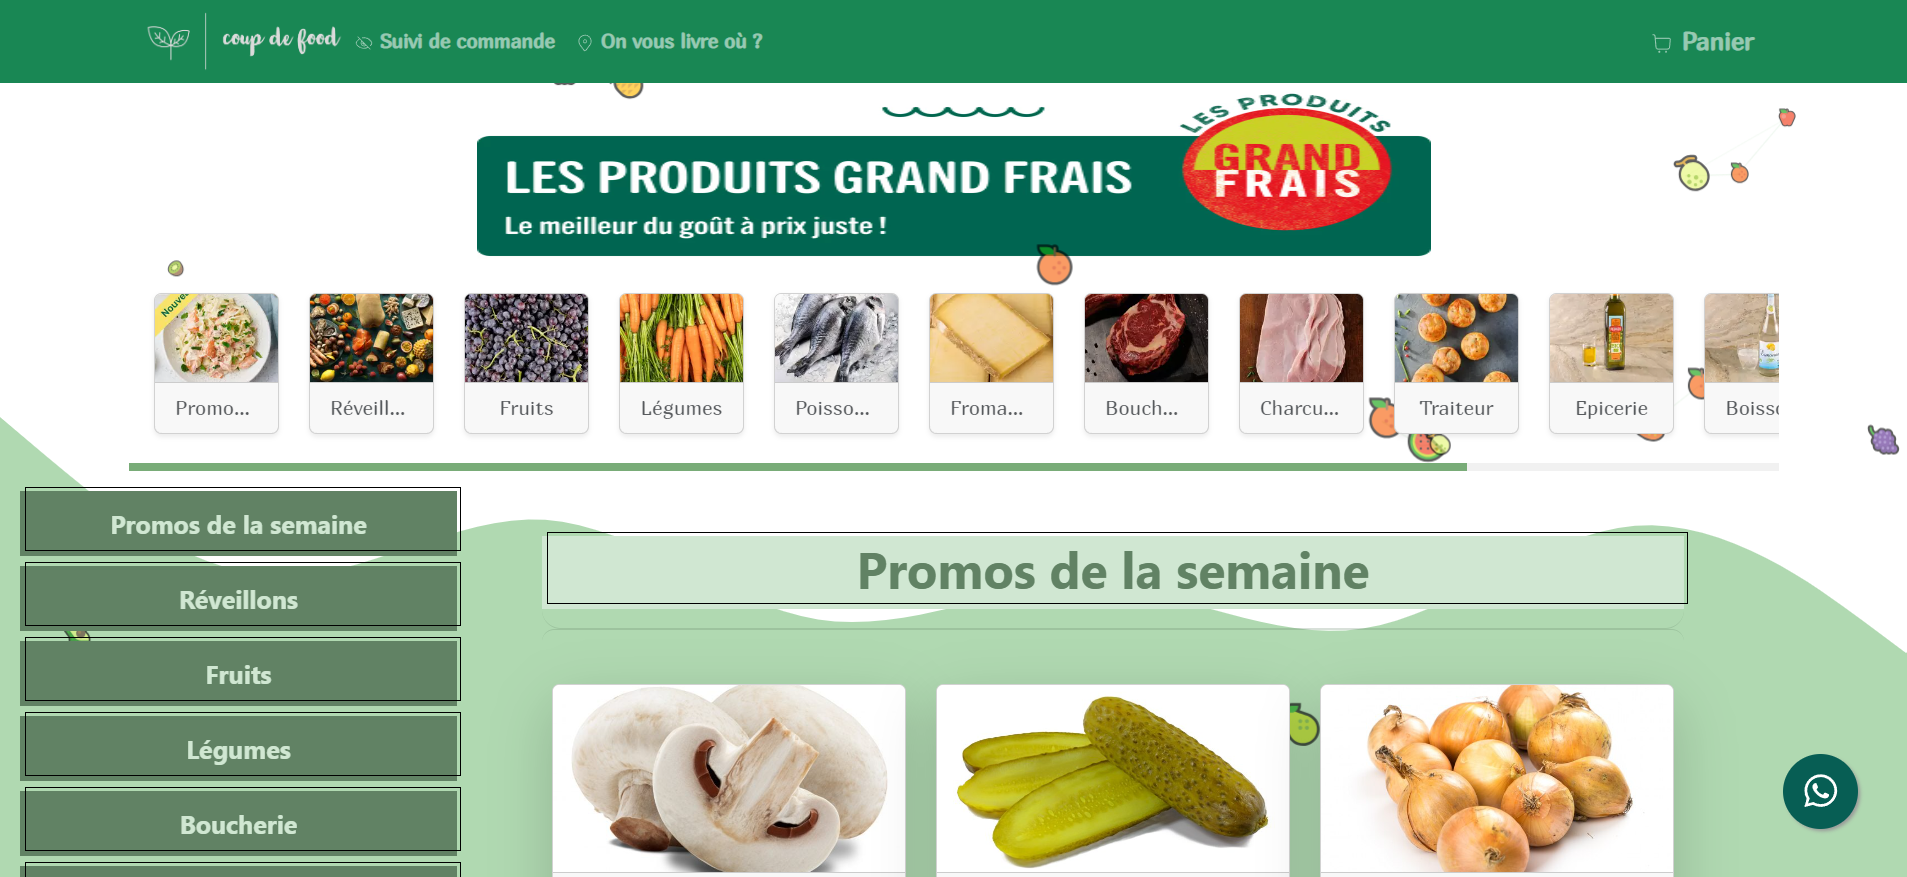 coup de food
Suivi de commande
On vous livre où ?
Panier
LES PRODUITS
GRAND
FRAIS
LES PRODUITS GRAND FRAIS
Le meilleur du goût à prix juste !
Promo...
Réveill...
Fruits
Légumes
Poisso...
Froma...
Bouch...
Charcu...
Traiteur
Epicerie
Boisso
Promos de la semaine
Réveillons
Fruits
Légumes
Boucherie
Promos de la semaine